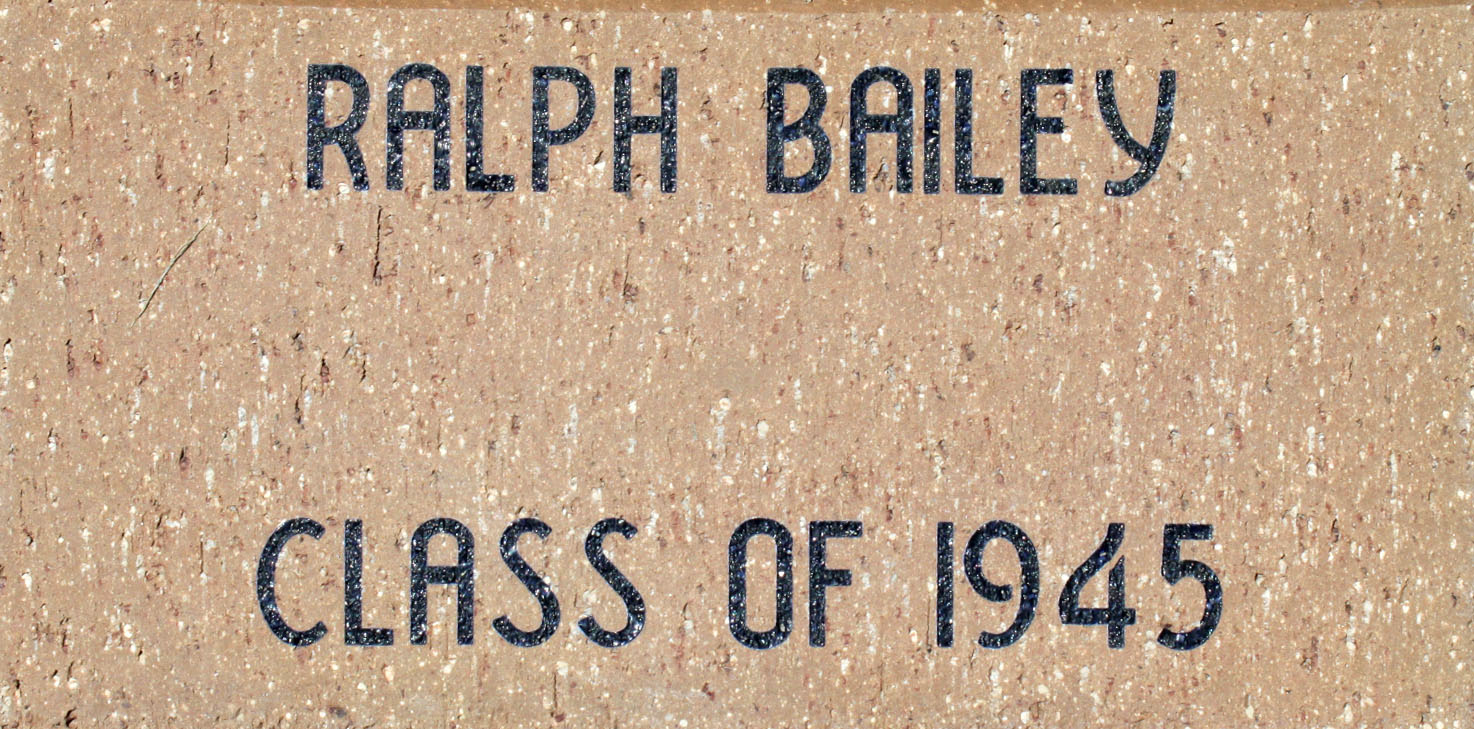 RALPH BAILEY
CLASS OF 1945